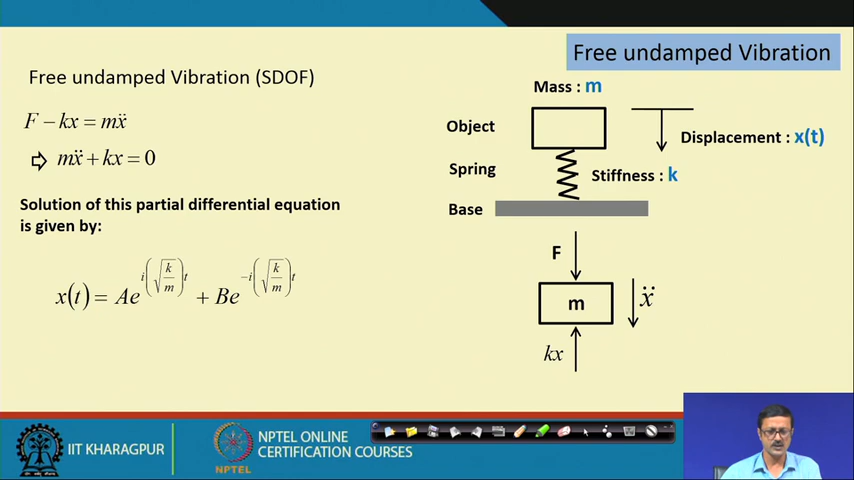 Free undamped Vibration
Free undamped Vibration (SDOF)
F − kx = mẍ
⇒ mẍ + kx = 0
Solution of this partial differential equation
is given by:
x(t) = Ae^{i(√(k/m))t} + Be^{−i(√(k/m))t}
Mass : m
Object
Displacement : x(t)
Spring
Stiffness : k
Base
F
m
ẍ
kx
IIT KHARAGPUR
NPTEL
NPTEL ONLINE
CERTIFICATION COURSES